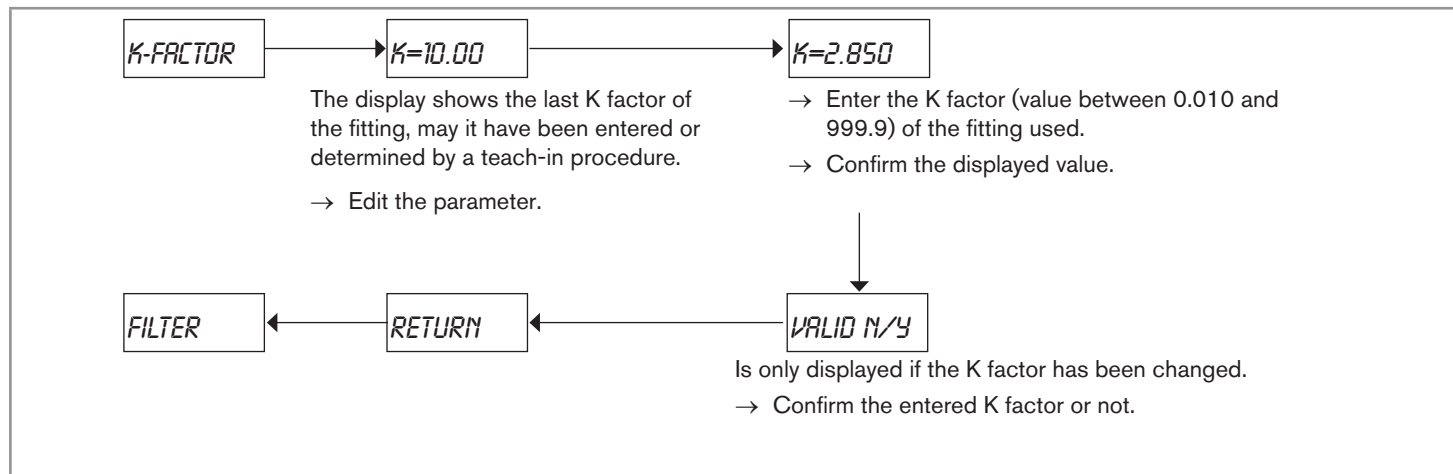 K-FACTOR
K=10.00
K=2.850
The display shows the last K factor of
the fitting, may it have been entered or
determined by a teach-in procedure.
→ Edit the parameter.
→ Enter the K factor (value between 0.010 and
999.9) of the fitting used.
→ Confirm the displayed value.
FILTER
RETURN
VALID N/Y
Is only displayed if the K factor has been changed.
→ Confirm the entered K factor or not.